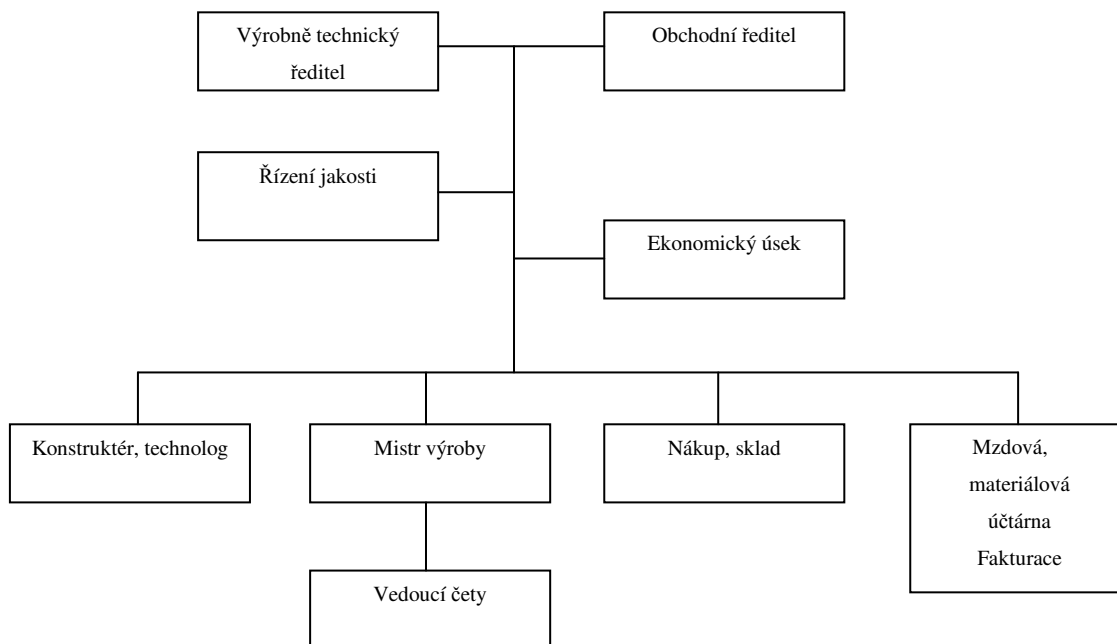 Výrobně technický
ředitel
Obchodní ředitel
Řízení jakosti
Ekonomický úsek
Konstruktér, technolog
Mistr výroby
Nákup, sklad
Mzdová,
materiálová
účtárna
Fakturace
Vedoucí čety